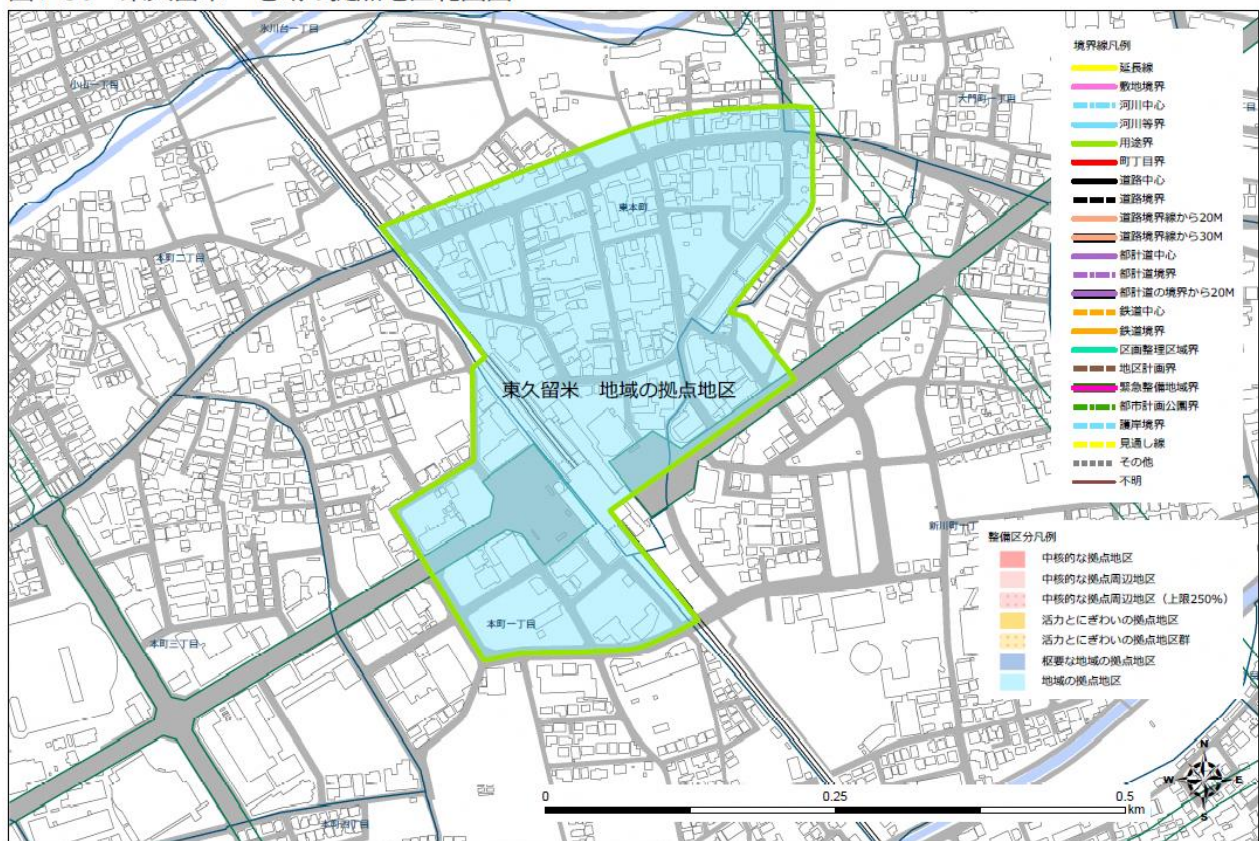 氷川台一丁目
小山一丁目
大門町一丁目
東本町
本町二丁目
東久留米 地域の拠点地区
新川町一丁
本町一丁目
本町三丁目
本町四丁目
境界線凡例
延長線
敷地境界
河川中心
河川等界
用途界
町丁目界
道路中心
道路境界
道路境界線から20M
道路境界線から30M
都計道中心
都計道境界
都計道の境界から20M
鉄道中心
鉄道境界
区画整理区域界
地区計画界
緊急整備地域界
都市計画公園界
護岸境界
見通し線
その他
不明
整備区分凡例
中核的な拠点地区
中核的な拠点周辺地区
中核的な拠点周辺地区(上限250%)
活力とにぎわいの拠点地区
活力とにぎわいの拠点地区群
枢要な地域の拠点地区
地域の拠点地区
N
W E
S
0 0.25 0.5
km